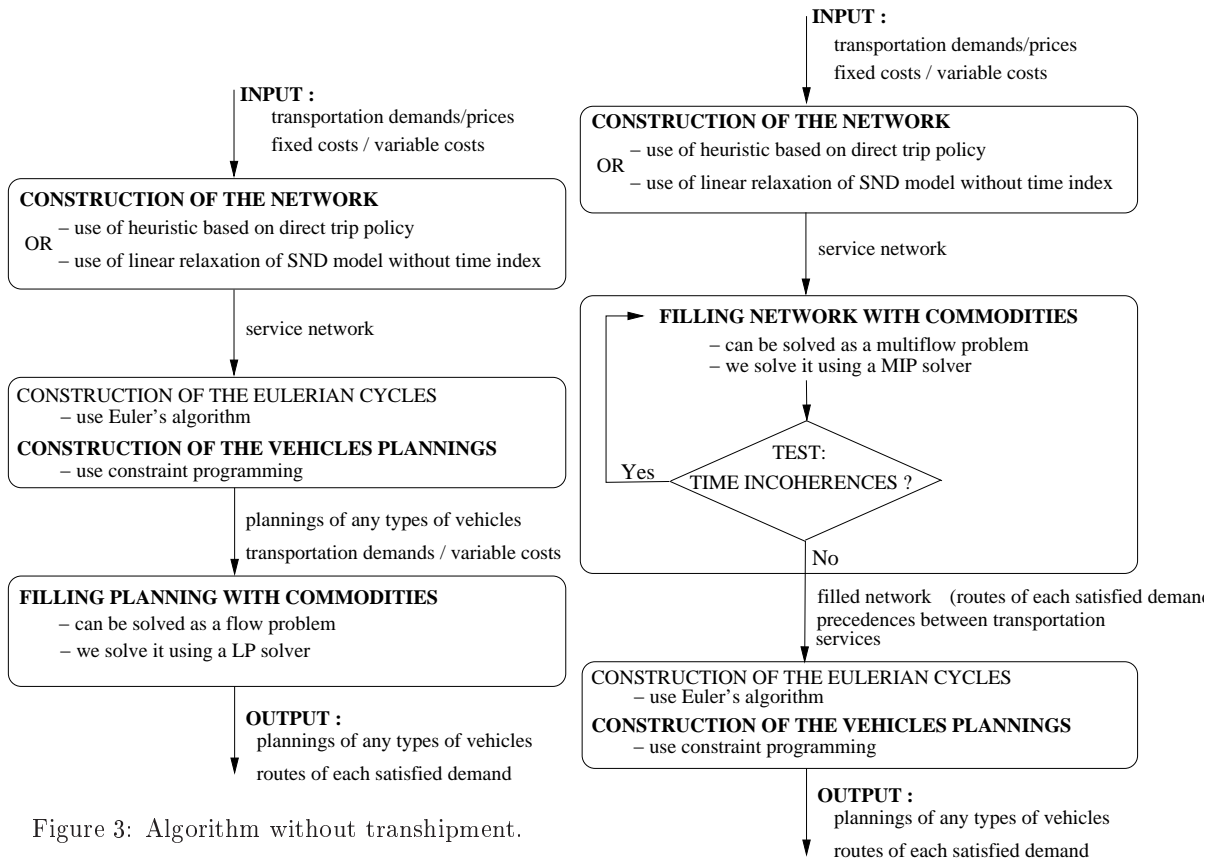 INPUT :
transportation demands/prices
fixed costs / variable costs
CONSTRUCTION OF THE NETWORK
– use of heuristic based on direct trip policy
OR
– use of linear relaxation of SND model without time index
service network
CONSTRUCTION OF THE EULERIAN CYCLES
– use Euler's algorithm
CONSTRUCTION OF THE VEHICLES PLANNINGS
– use constraint programming
plannings of any types of vehicles
transportation demands / variable costs
FILLING PLANNING WITH COMMODITIES
– can be solved as a flow problem
– we solve it using a LP solver
OUTPUT :
plannings of any types of vehicles
routes of each satisfied demand
Figure 3: Algorithm without transhipment.
INPUT :
transportation demands/prices
fixed costs / variable costs
CONSTRUCTION OF THE NETWORK
– use of heuristic based on direct trip policy
OR
– use of linear relaxation of SND model without time index
service network
FILLING NETWORK WITH COMMODITIES
– can be solved as a multiflow problem
– we solve it using a MIP solver
TEST:
Yes
TIME INCOHERENCES ?
No
filled network (routes of each satisfied demand
precedences between transportation
services
CONSTRUCTION OF THE EULERIAN CYCLES
– use Euler's algorithm
CONSTRUCTION OF THE VEHICLES PLANNINGS
– use constraint programming
OUTPUT :
plannings of any types of vehicles
routes of each satisfied demand